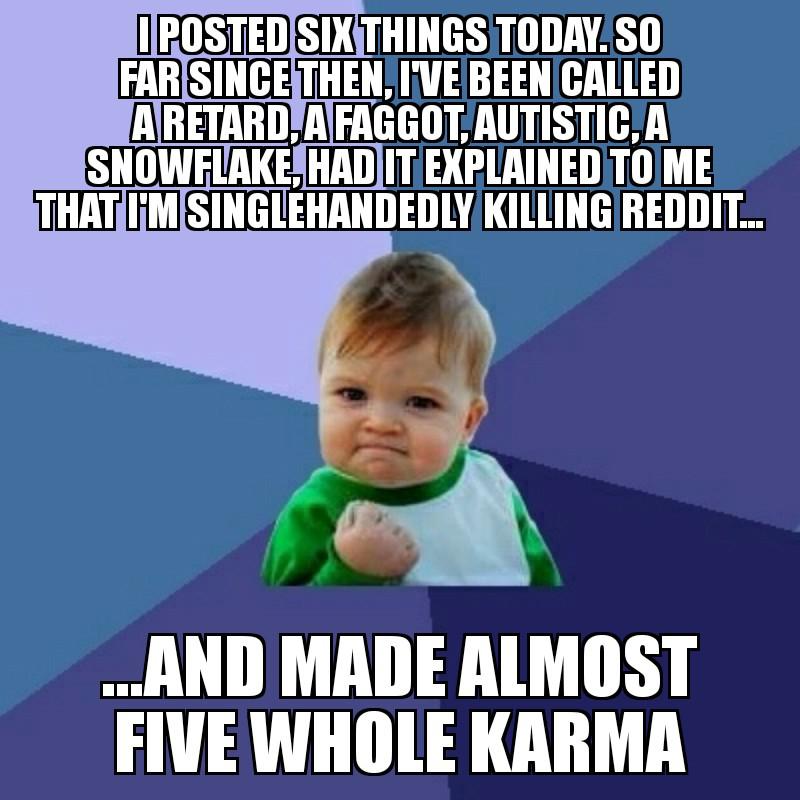 I POSTED SIX THINGS TODAY. SO
FAR SINCE THEN, I'VE BEEN CALLED
A RETARD, A FAGGOT, AUTISTIC, A
SNOWFLAKE, HAD IT EXPLAINED TO ME
THAT I'M SINGLEHANDEDLY KILLING REDDIT...
...AND MADE ALMOST
FIVE WHOLE KARMA